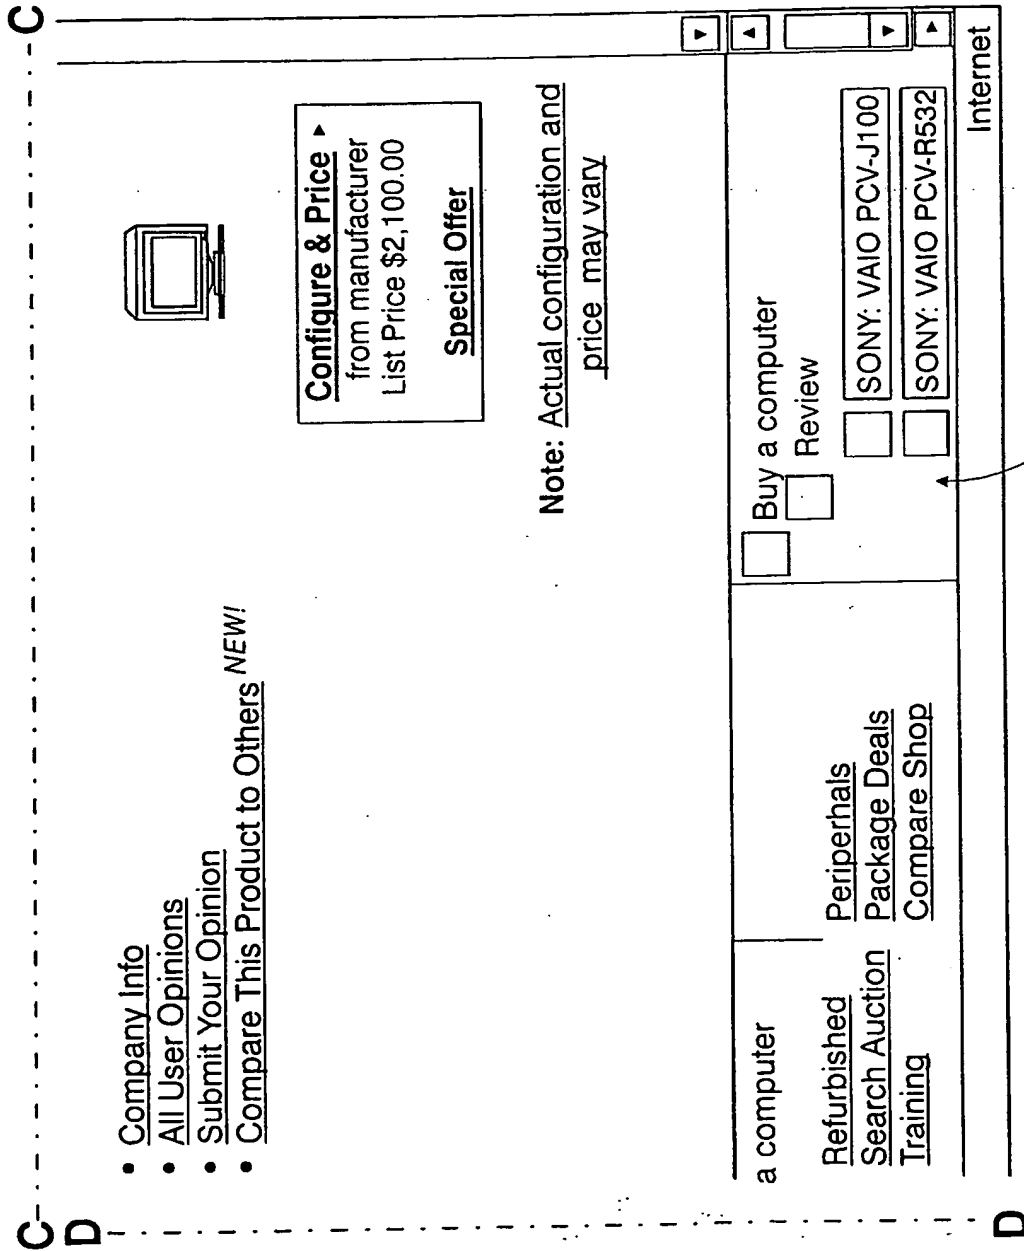 C C
D
• Company Info
• All User Opinions
• Submit Your Opinion
• Compare This Product to Others NEW!
Configure & Price
from manufacturer
List Price $2,100.00
Special Offer
Note: Actual configuration and
price may vary
a computer
Refurbished
Search Auction
Training
Periperhals
Package Deals
Compare Shop
Buy a computer
Review
SONY: VAIO PCV-J100
SONY: VAIO PCV-R532
Internet
D